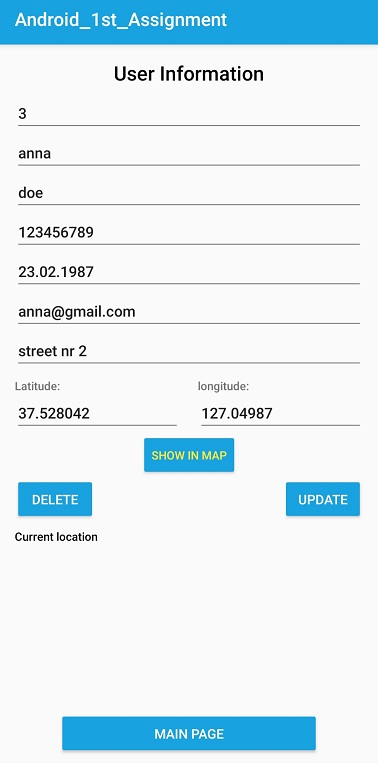 Android_1st_Assignment
User Information
3
anna
doe
123456789
23.02.1987
anna@gmail.com
street nr 2
Latitude: longitude:
37.528042 127.04987
SHOW IN MAP
DELETE UPDATE
Current location
MAIN PAGE